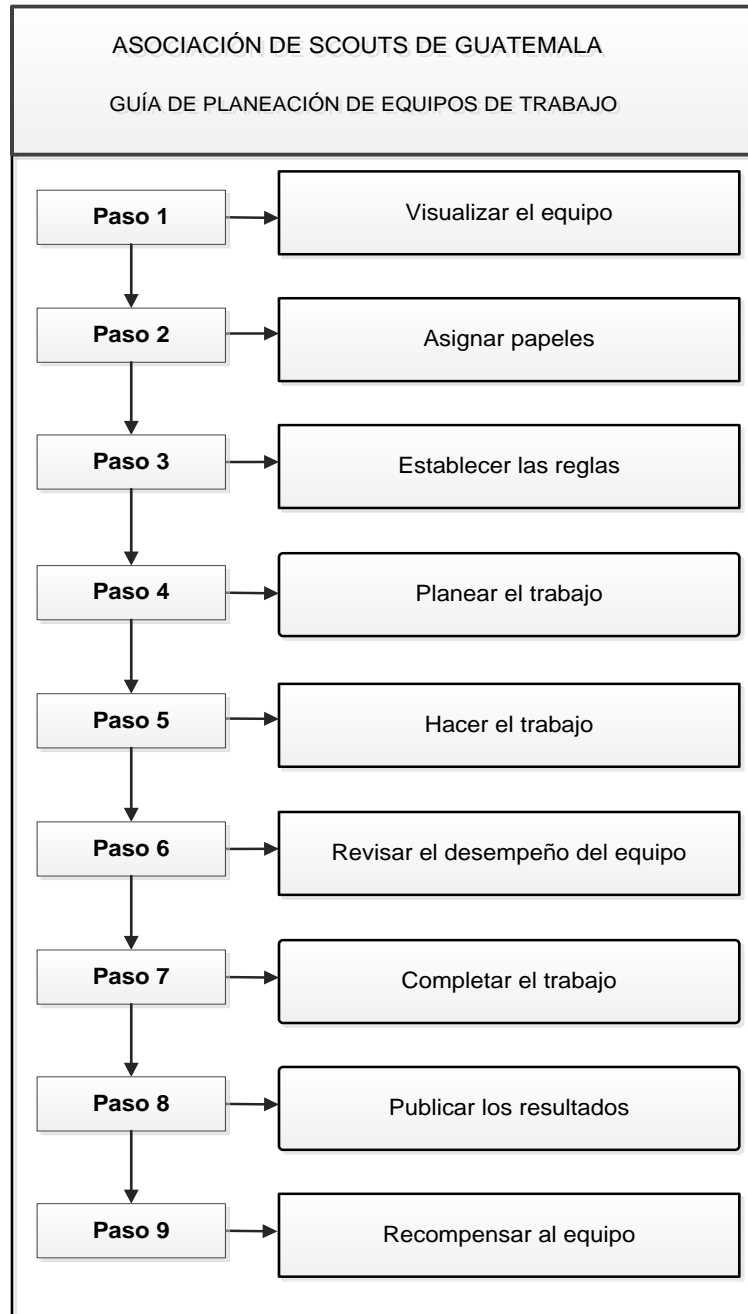 ASOCIACIÓN DE SCOUTS DE GUATEMALA
GUÍA DE PLANEACIÓN DE EQUIPOS DE TRABAJO
Paso 1
Visualizar el equipo
Paso 2
Asignar papeles
Paso 3
Establecer las reglas
Paso 4
Planear el trabajo
Paso 5
Hacer el trabajo
Paso 6
Revisar el desempeño del equipo
Paso 7
Completar el trabajo
Paso 8
Publicar los resultados
Paso 9
Recompensar al equipo